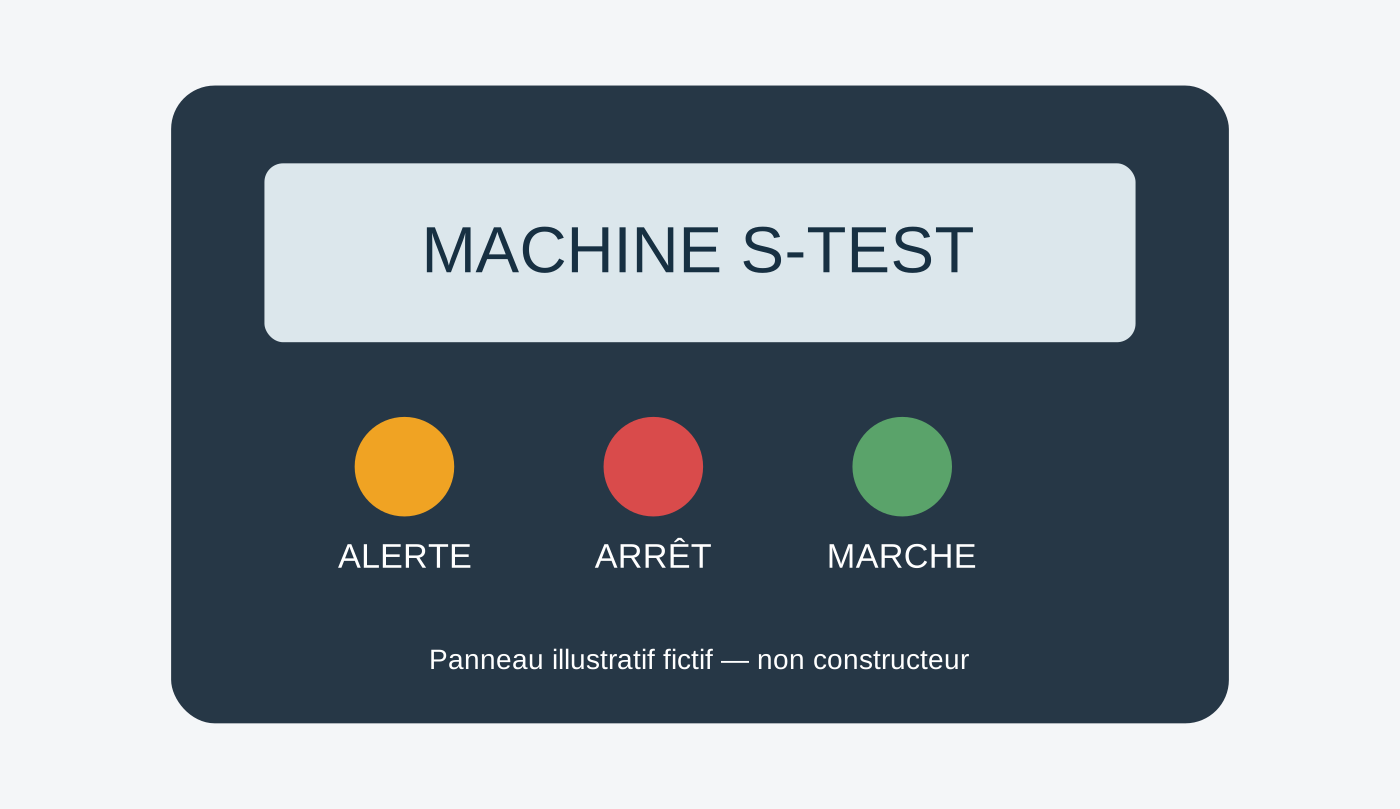 MACHINE S-TEST
ALERTE
ARRÊT
MARCHE
Panneau illustratif fictif — non constructeur